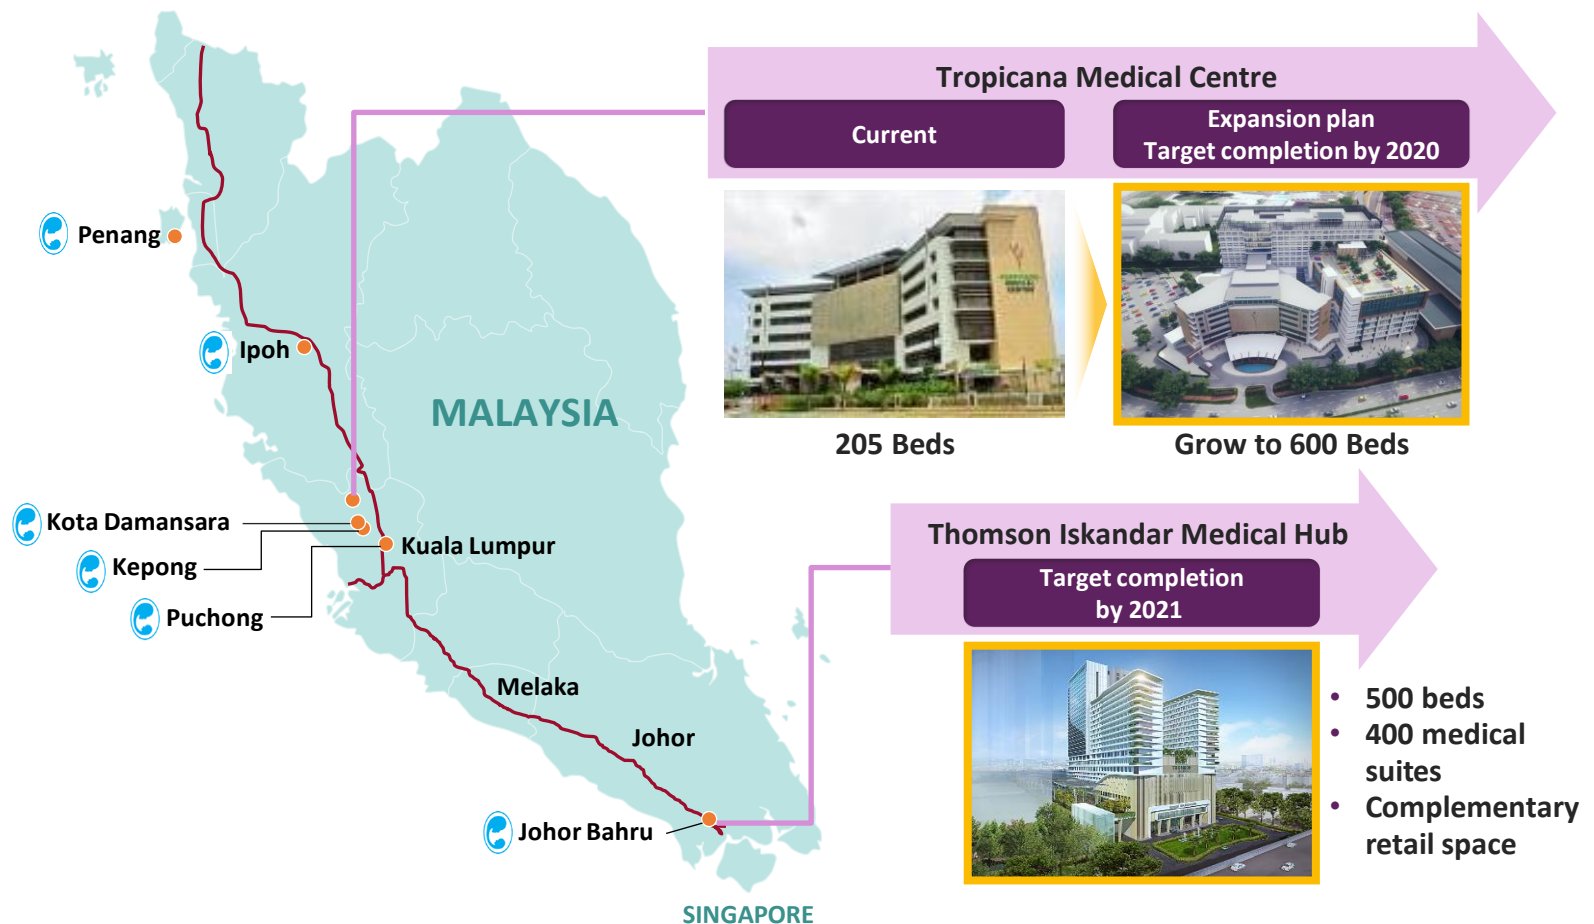 Tropicana Medical Centre
Current
Expansion plan
Target completion by 2020
205 Beds
Grow to 600 Beds
Penang
Ipoh
MALAYSIA
Kota Damansara
Kepong
Kuala Lumpur
Puchong
Melaka
Johor
Johor Bahru
SINGAPORE
Thomson Iskandar Medical Hub
Target completion
by 2021
• 500 beds
• 400 medical
suites
• Complementary
retail space